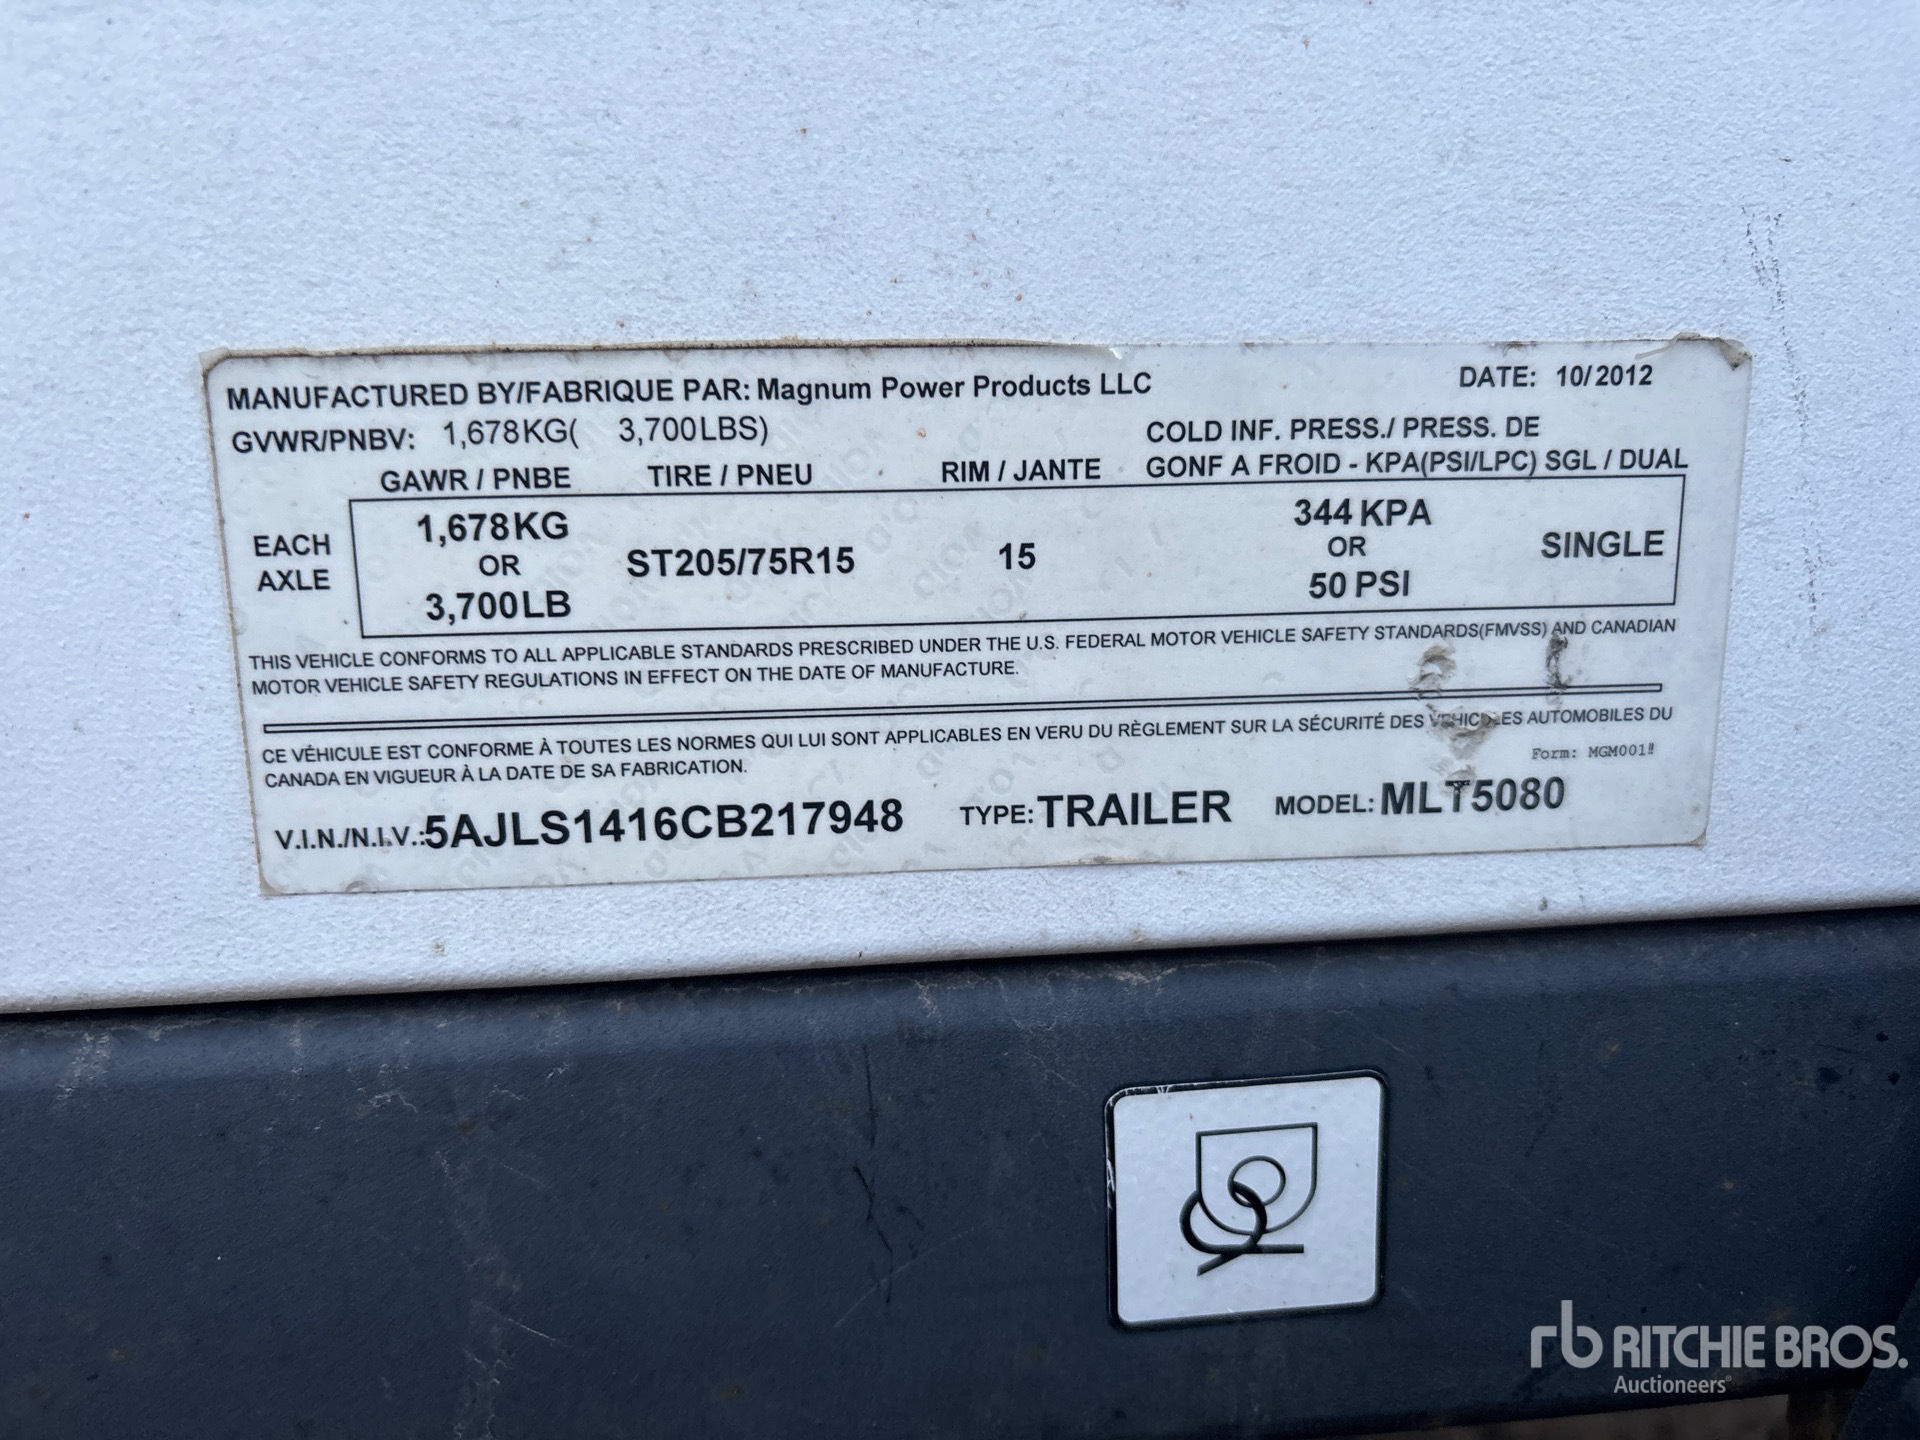 MANUFACTURED BY/FABRIQUE PAR: Magnum Power Products LLC DATE: 10/2012
GVWR/PNBV: 1,678KG( 3,700LBS)
COLD INF. PRESS./ PRESS. DE
GAWR / PNBE TIRE / PNEU RIM / JANTE GONF A FROID - KPA(PSI/LPC) SGL / DUAL
EACH
AXLE
1,678KG
OR
3,700LB
ST205/75R15
15
344 KPA
OR
50 PSI
SINGLE
THIS VEHICLE CONFORMS TO ALL APPLICABLE STANDARDS PRESCRIBED UNDER THE U.S. FEDERAL MOTOR VEHICLE SAFETY STANDARDS(FMVSS) AND CANADIAN
MOTOR VEHICLE SAFETY REGULATIONS IN EFFECT ON THE DATE OF MANUFACTURE.
CE VÉHICULE EST CONFORME À TOUTES LES NORMES QUI LUI SONT APPLICABLES EN VERU DU RÈGLEMENT SUR LA SÉCURITÉ DES VEHICULES AUTOMOBILES DU
CANADA EN VIGUEUR À LA DATE DE SA FABRICATION.
Form: MGM001
V.I.N./N.I.V.:5AJLS1416CB217948 TYPE: TRAILER MODEL: MLT5080
rb RITCHIE BROS.
Auctioneers